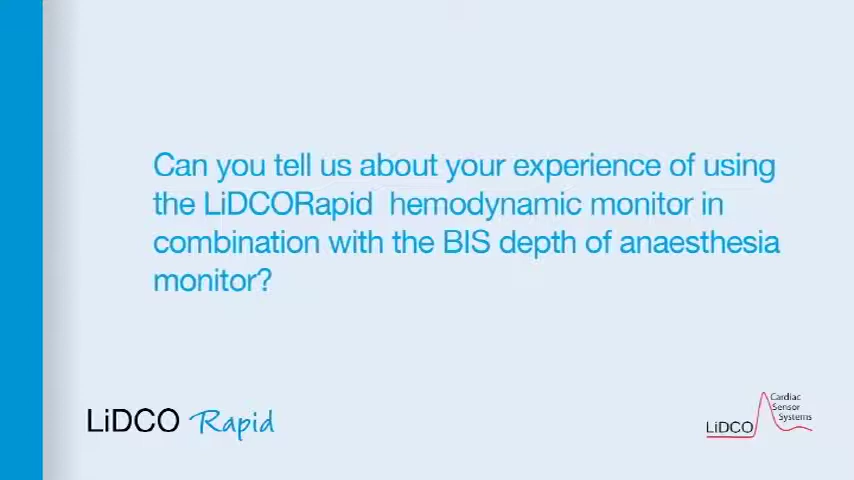 Can you tell us about your experience of using
the LiDCORapid  hemodynamic monitor in
combination with the BIS depth of anaesthesia
monitor?
LiDCO Rapid
LiDCO
Cardiac
Sensor
Systems